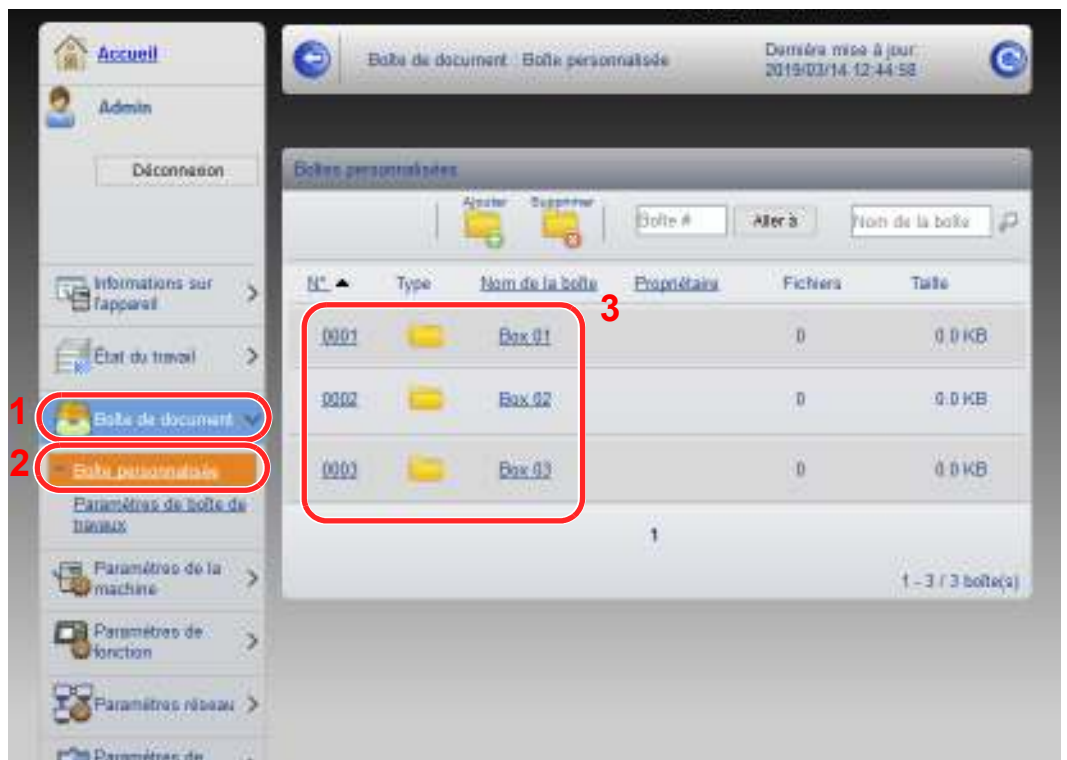 Accueil
Boîte de document : Boîte personnalisée
Dernière mise à jour:
2019/03/14 12:44:58
Admin
Déconnexion
Boîtes personnalisées
Ajouter
Supprimer
Boîte #
Aller à
Nom de la boîte
N°
Type
Nom de la boîte
Propriétaire
Fichiers
Taille
Informations sur
l'appareil
3
0001
Box 01
0
0.0 KB
État du travail
0002
Box 02
0
0.0 KB
1
Boîte de document
2
Boîte personnalisée
0003
Box 03
0
0.0 KB
Paramètres de boîte de
travaux
1
Paramètres de la
machine
1 - 3 / 3 boîte(s)
Paramètres de
fonction
Paramètres réseau
Paramètres de